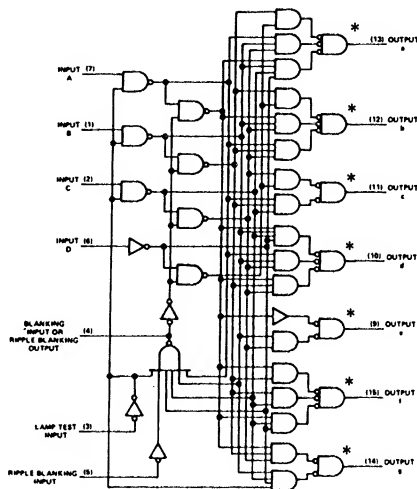 (13) OUTPUT
a
INPUT (7)
A
INPUT (1)
B
(12) OUTPUT
b
INPUT (2)
C
(11) OUTPUT
c
INPUT (6)
D
(10) OUTPUT
d
BLANKING
INPUT OR (4)
RIPPLE BLANKING
OUTPUT
(9) OUTPUT
e
LAMP TEST (3)
INPUT
(15) OUTPUT
f
RIPPLE BLANKING (5)
INPUT
(14) OUTPUT
g